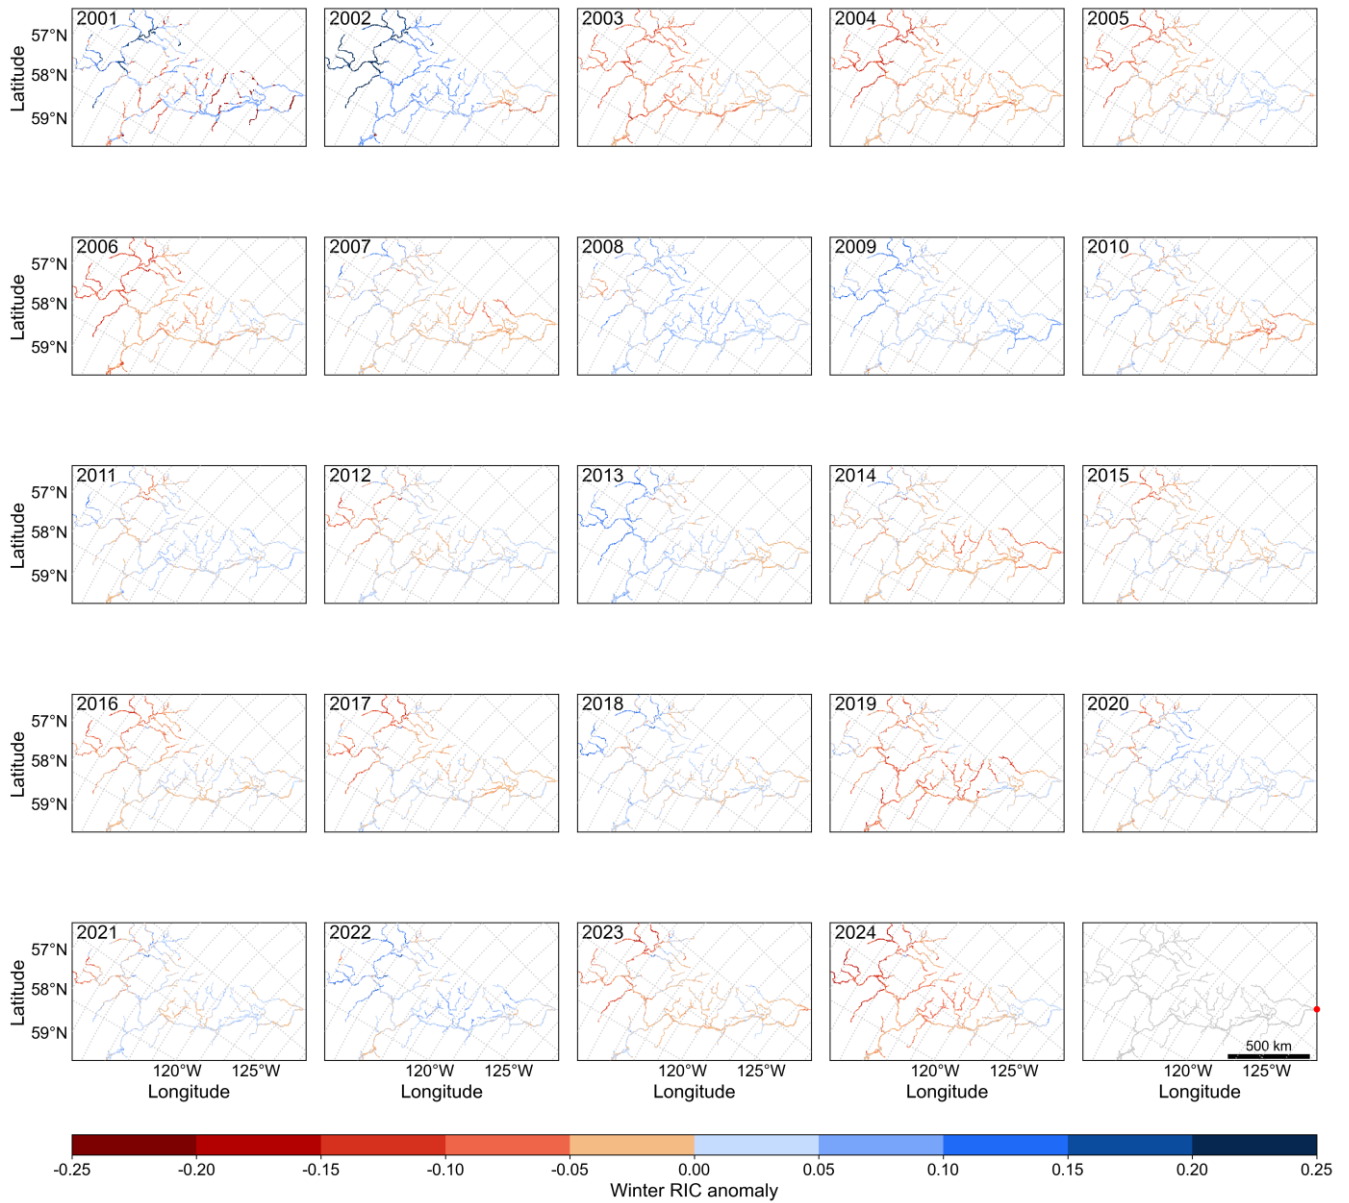 2001 2002 2003 2004 2005
57°N
58°N
59°N
Latitude
2006 2007 2008 2009 2010
57°N
58°N
59°N
Latitude
2011 2012 2013 2014 2015
57°N
58°N
59°N
Latitude
2016 2017 2018 2019 2020
57°N
58°N
59°N
Latitude
2021 2022 2023 2024
57°N
58°N
59°N
Latitude
500 km
120°W 125°W 120°W 125°W 120°W 125°W 120°W 125°W 120°W 125°W
Longitude Longitude Longitude Longitude Longitude
-0.25 -0.20 -0.15 -0.10 -0.05 0.00 0.05 0.10 0.15 0.20 0.25
Winter RIC anomaly